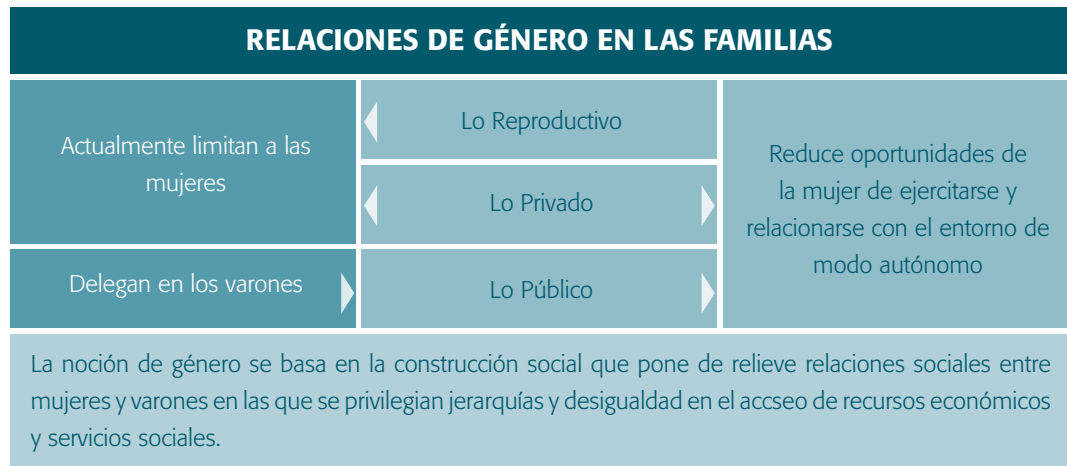 RELACIONES DE GÉNERO EN LAS FAMILIAS
Actualmente limitan a las
mujeres
Lo Reproductivo
Lo Privado
Reduce oportunidades de
la mujer de ejercitarse y
relacionarse con el entorno de
modo autónomo
Delegan en los varones
Lo Público
La noción de género se basa en la construcción social que pone de relieve relaciones sociales entre
mujeres y varones en las que se privilegian jerarquías y desigualdad en el accseo de recursos económicos
y servicios sociales.